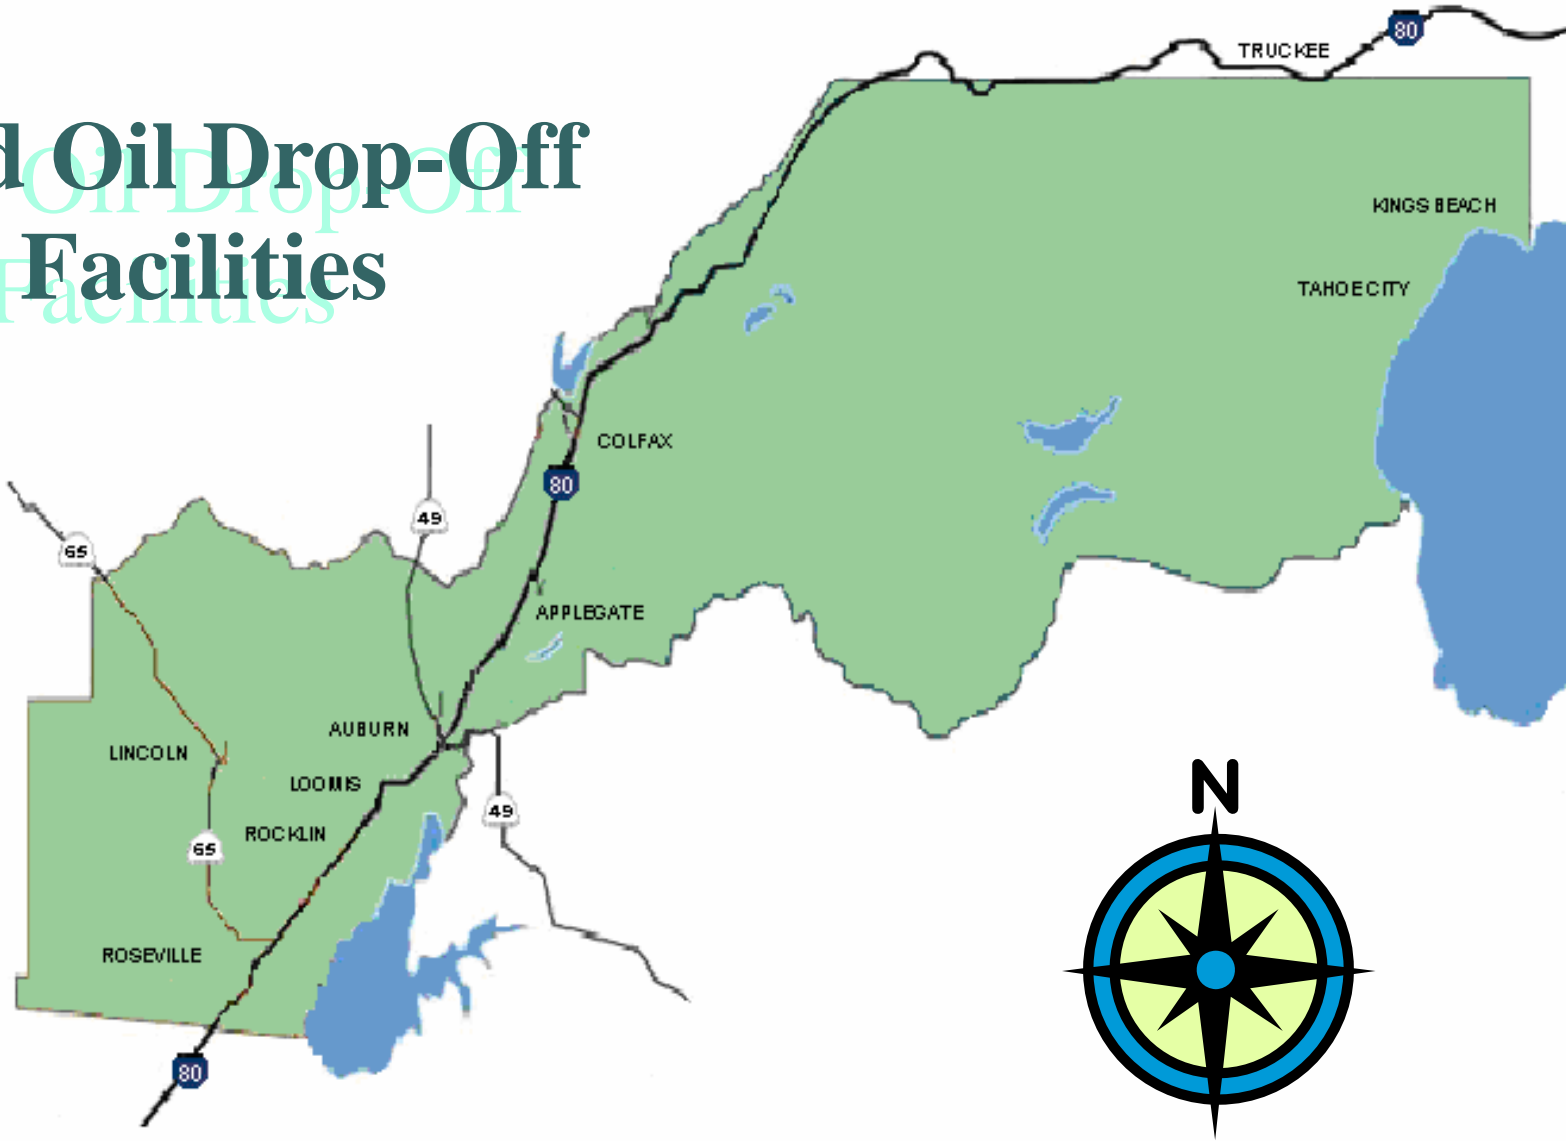 Oil Drop-Off
Facilities
80
TRUCKEE
KINGS BEACH
TAHOE CITY
COLFAX
80
49
65
APPLEGATE
AUBURN
LINCOLN
LOOMIS
49
ROCKLIN
65
ROSEVILLE
80
N